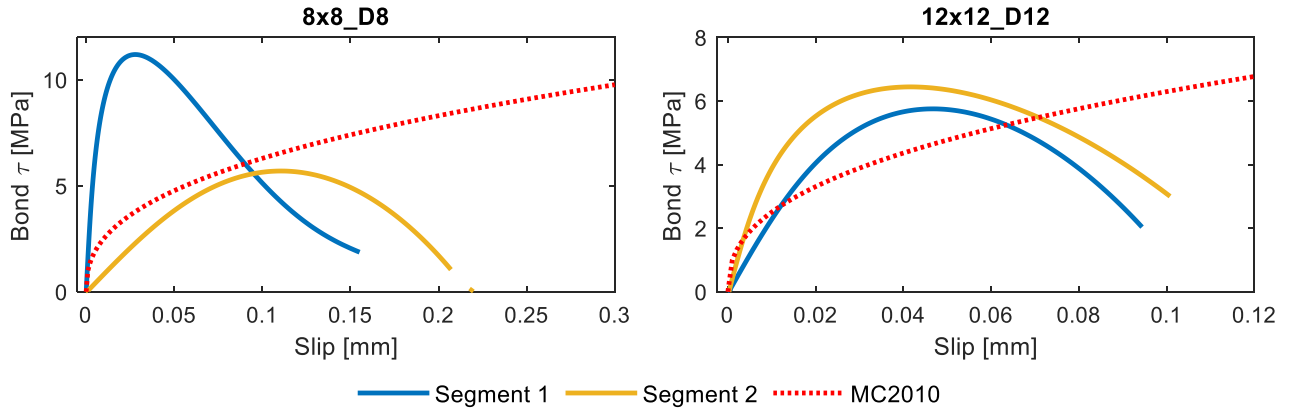 8x8_D8
12x12_D12
Bond τ [MPa]
10
5
0
0 0.05 0.1 0.15 0.2 0.25 0.3
Slip [mm]
Bond τ [MPa]
8
6
4
2
0
0 0.02 0.04 0.06 0.08 0.1 0.12
Slip [mm]
Segment 1 Segment 2 MC2010